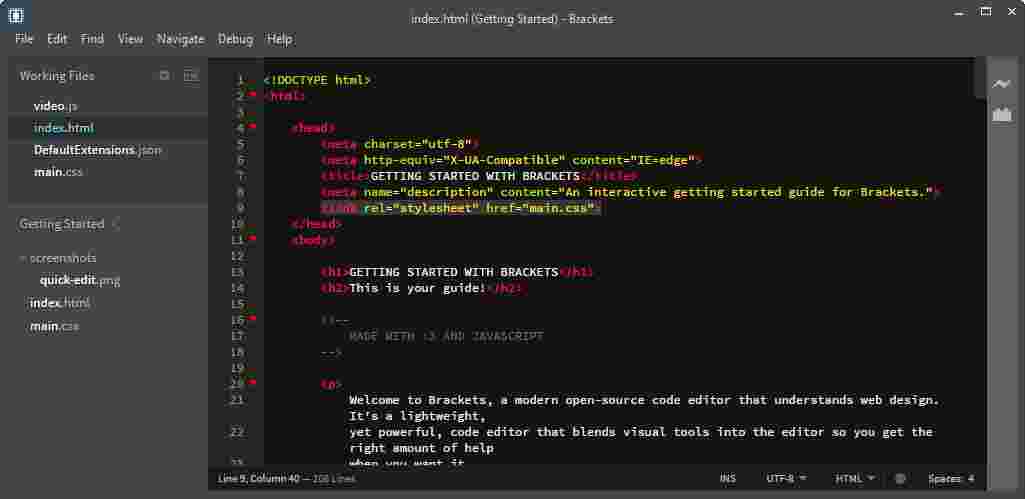 index.html (Getting Started) - Brackets
File Edit Find View Navigate Debug Help
Working Files
video.js
index.html
DefaultExtensions.json
main.css
Getting Started
screenshots
quick-edit.png
index.html
main.css
1 <!DOCTYPE html>
2 <html>
3
4 <head>
5 <meta charset="utf-8">
6 <meta http-equiv="X-UA-Compatible" content="IE=edge">
7 <title>GETTING STARTED WITH BRACKETS</title>
8 <meta name="description" content="An interactive getting started guide for Brackets.">
9 <link rel="stylesheet" href="main.css">
10 </head>
11 <body>
12
13 <h1>GETTING STARTED WITH BRACKETS</h1>
14 <h2>This is your guide!</h2>
15
16 <!--
17 MADE WITH <3 AND JAVASCRIPT
18 -->
19
20 <p>
21 Welcome to Brackets, a modern open-source code editor that understands web design.
It's a lightweight,
22 yet powerful, code editor that blends visual tools into the editor so you get the
right amount of help
23 when you want it
Line 9, Column 40 — 208 Lines INS UTF-8 HTML Spaces: 4